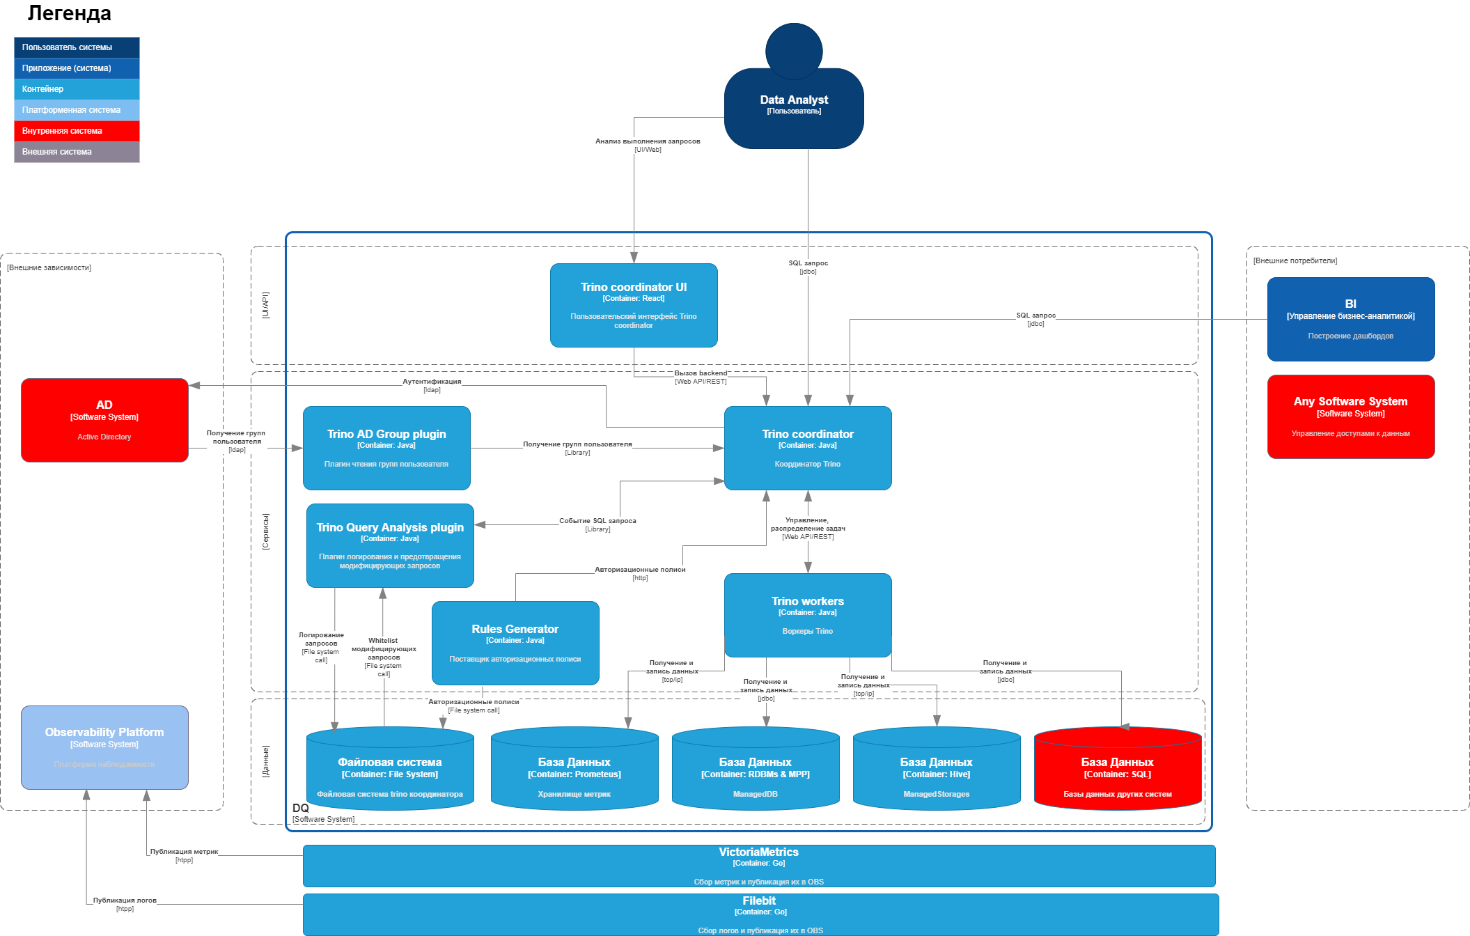 Легенда
Пользователь системы
Приложение (система)
Контейнер
Платформенная система
Внутренняя система
Внешняя система
Data Analyst
[Пользователь]
Анализ выполнения запросов
[UI/Web]
SQL запрос
[jdbc]
[Внешние зависимости]
[UI/API]
Trino coordinator UI
[Container: React]
Пользовательский интерфейс Trino
coordinator
[Внешние потребители]
BI
[Управление бизнес-аналитикой]
Построение дашбордов
SQL запрос
[jdbc]
Any Software System
[Software System]
Управление доступами к данным
Вызов backend
[Web API/REST]
Аутентификация
[ldap]
AD
[Software System]
Active Directory
Получение групп
пользователя
[ldap]
Trino AD Group plugin
[Container: Java]
Плагин чтения групп пользователя
Получение групп пользователя
[Library]
Trino coordinator
[Container: Java]
Координатор Trino
[Сервисы]
Trino Query Analysis plugin
[Container: Java]
Плагин логирования и предотвращения
модифицирующих запросов
Событие SQL запроса
[Library]
Управление,
распределение задач
[Web API/REST]
Авторизационные полиси
[http]
Rules Generator
[Container: Java]
Поставщик авторизационных полиси
Trino workers
[Container: Java]
Воркеры Trino
Логирование
запросов
[File system
call]
Whitelist
модифицирующих
запросов
[File system
call]
Авторизационные полиси
[File system call]
Получение и
запись данных
[tcp/ip]
Получение и
запись данных
[jdbc]
Получение и
запись данных
[tcp/ip]
Получение и
запись данных
[jdbc]
Observability Platform
[Software System]
Платформа наблюдаемости
[Данные]
Файловая система
[Container: File System]
Файловая система trino координатора
База Данных
[Container: Prometeus]
Хранилище метрик
База Данных
[Container: RDBMs & MPP]
ManagedDB
База Данных
[Container: Hive]
ManagedStorages
База Данных
[Container: SQL]
Базы данных других систем
DQ
[Software System]
Публикация метрик
[htpp]
VictoriaMetrics
[Container: Go]
Сбор метрик и публикация их в OBS
Публикация логов
[htpp]
Filebit
[Container: Go]
Сбор логов и публикация их в OBS